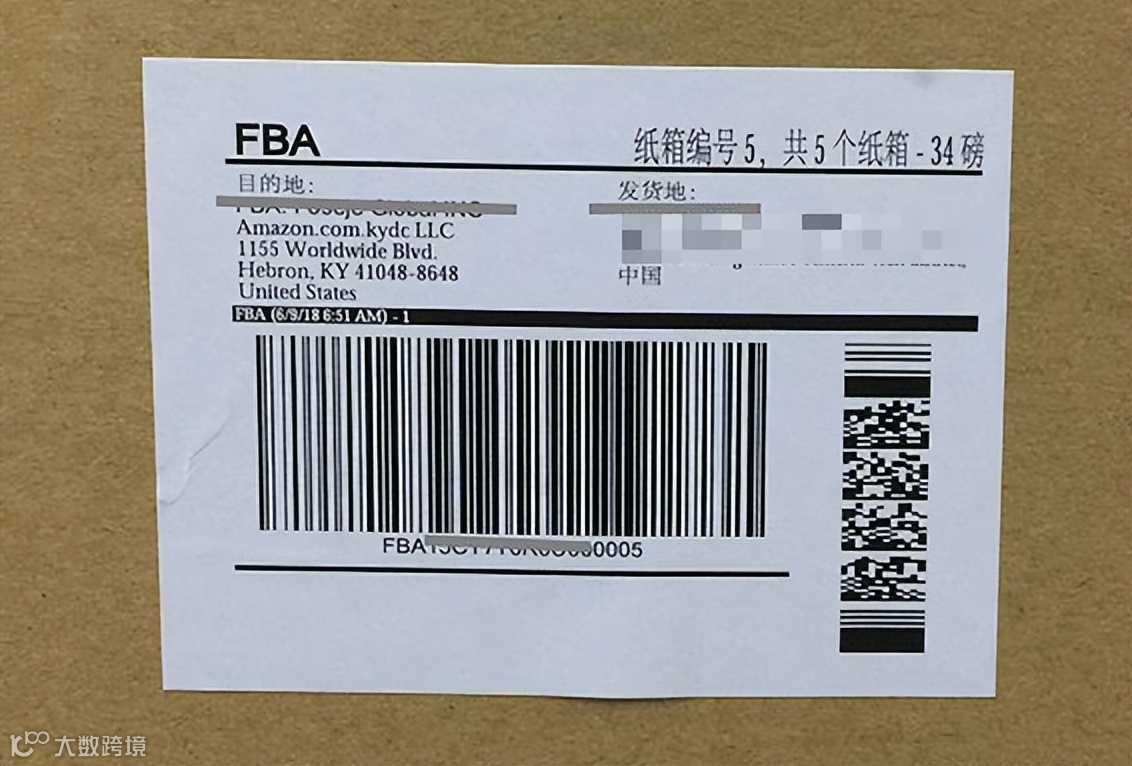 FBA
纸箱编号 5，共 5 个纸箱 - 34 磅
目的地：
Amazon.com.kydc LLC
1155 Worldwide Blvd.
Hebron, KY 41048-8648
United States
发货地：
中国
FBA (6/9/18 6:51 AM) - 1
大数跨境